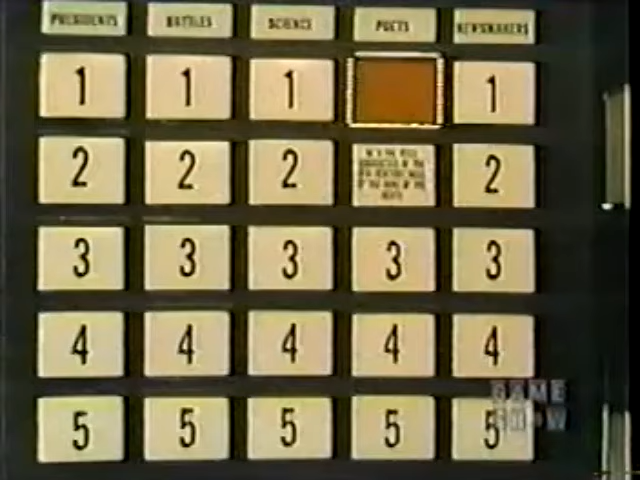 PRESIDENTS BATTLES SCIENCE POETS NEWSMAKERS
1 1 1 1
2 2 2 2
3 3 3 3 3
4 4 4 4 4
5 5 5 5 5
GAME
SHOW